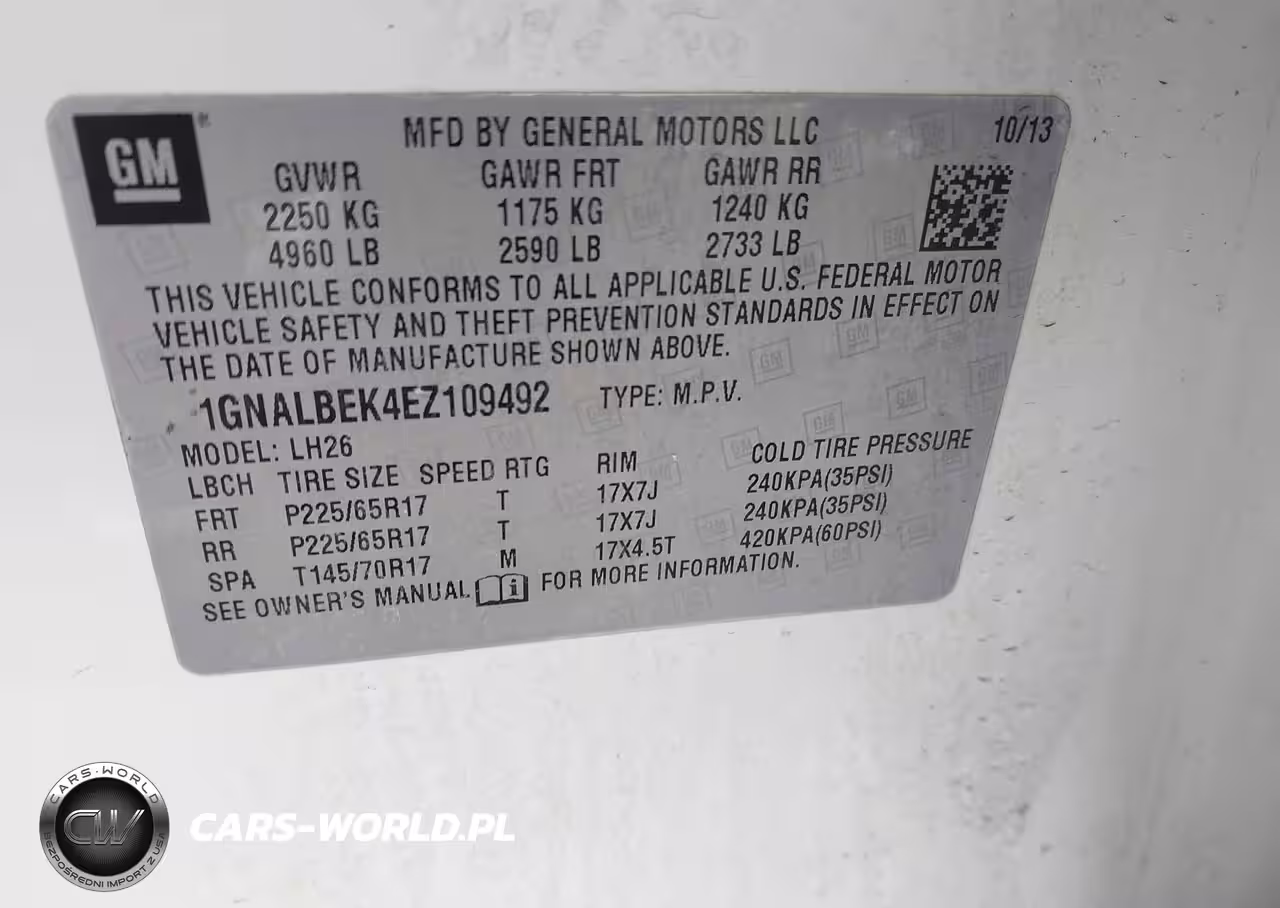 GM
MFD BY GENERAL MOTORS LLC 10/13
GVWR GAWR FRT GAWR RR
2250 KG 1175 KG 1240 KG
4960 LB 2590 LB 2733 LB
THIS VEHICLE CONFORMS TO ALL APPLICABLE U.S. FEDERAL MOTOR
VEHICLE SAFETY AND THEFT PREVENTION STANDARDS IN EFFECT ON
THE DATE OF MANUFACTURE SHOWN ABOVE.
1GNALBEK4EZ109492 TYPE: M.P.V.
MODEL: LH26
LBCH TIRE SIZE SPEED RTG RIM COLD TIRE PRESSURE
FRT P225/65R17 T 17X7J 240KPA(35PSI)
RR P225/65R17 T 17X7J 240KPA(35PSI)
SPA T145/70R17 M 17X4.5T 420KPA(60PSI)
SEE OWNER'S MANUAL i FOR MORE INFORMATION.
CARS-WORLD
CW
BEZPOŚREDNI IMPORT Z USA
CARS-WORLD.PL